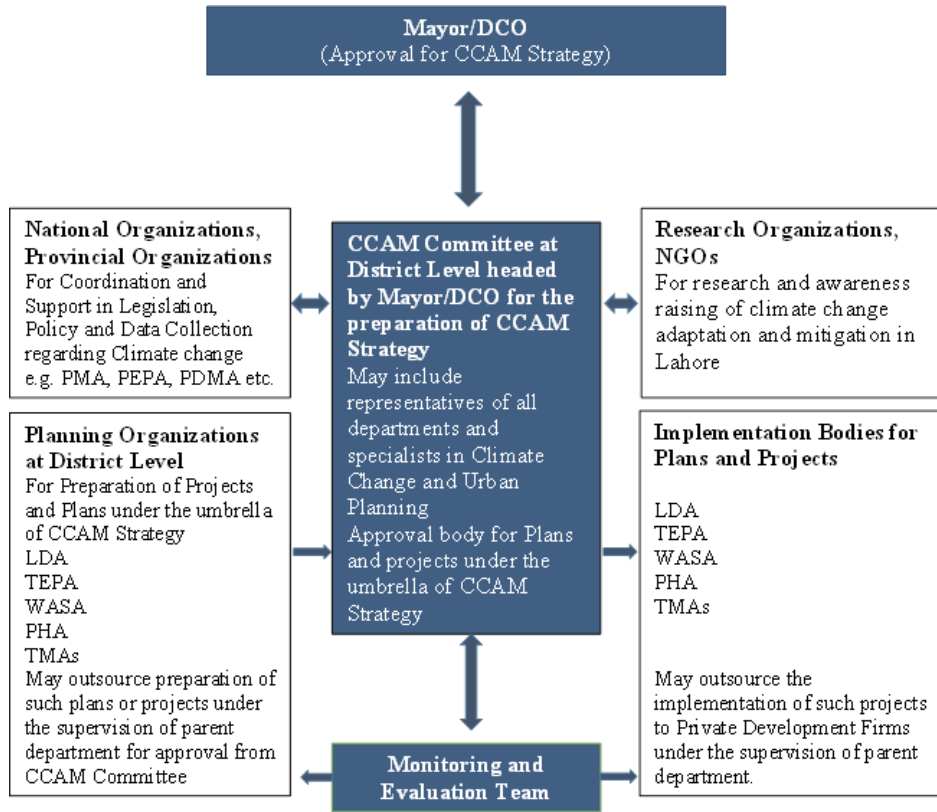 Mayor/DCO
(Approval for CCAM Strategy)
National Organizations,
Provincial Organizations
For Coordination and
Support in Legislation,
Policy and Data Collection
regarding Climate change
e.g. PMA, PEPA, PDMA etc.
CCAM Committee at
District Level headed
by Mayor/DCO for the
preparation of CCAM
Strategy
May include
representatives of all
departments and
specialists in Climate
Change and Urban
Planning
Approval body for Plans
and projects under the
umbrella of CCAM
Strategy
Research Organizations,
NGOs
For research and awareness
raising of climate change
adaptation and mitigation in
Lahore
Planning Organizations
at District Level
For Preparation of Projects
and Plans under the umbrella
of CCAM Strategy
LDA
TEPA
WASA
PHA
TMAs
May outsource preparation of
such plans or projects under
the supervision of parent
department for approval from
CCAM Committee
Implementation Bodies for
Plans and Projects
LDA
TEPA
WASA
PHA
TMAs
May outsource the
implementation of such projects
to Private Development Firms
under the supervision of parent
department.
Monitoring and
Evaluation Team